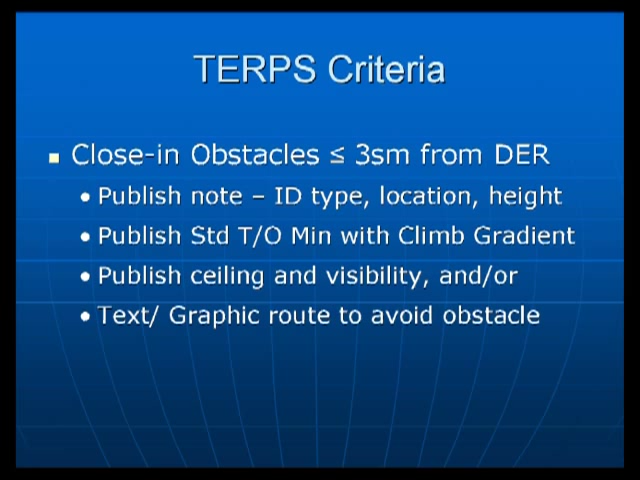 TERPS Criteria
Close-in Obstacles ≤ 3sm from DER
Publish note – ID type, location, height
Publish Std T/O Min with Climb Gradient
Publish ceiling and visibility, and/or
Text/ Graphic route to avoid obstacle